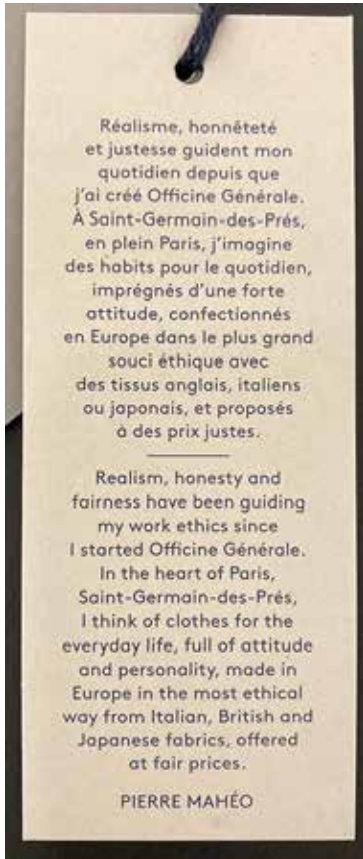 Réalisme, honnêteté
et justesse guident mon
quotidien depuis que
j'ai créé Officine Générale.
À Saint-Germain-des-Prés,
en plein Paris, j'imagine
des habits pour le quotidien,
imprégnés d'une forte
attitude, confectionnés
en Europe dans le plus grand
souci éthique avec
des tissus anglais, italiens
ou japonais, et proposés
à des prix justes.
Realism, honesty and
fairness have been guiding
my work ethics since
I started Officine Générale.
In the heart of Paris,
Saint-Germain-des-Prés,
I think of clothes for the
everyday life, full of attitude
and personality, made in
Europe in the most ethical
way from Italian, British and
Japanese fabrics, offered
at fair prices.
PIERRE MAHÉO